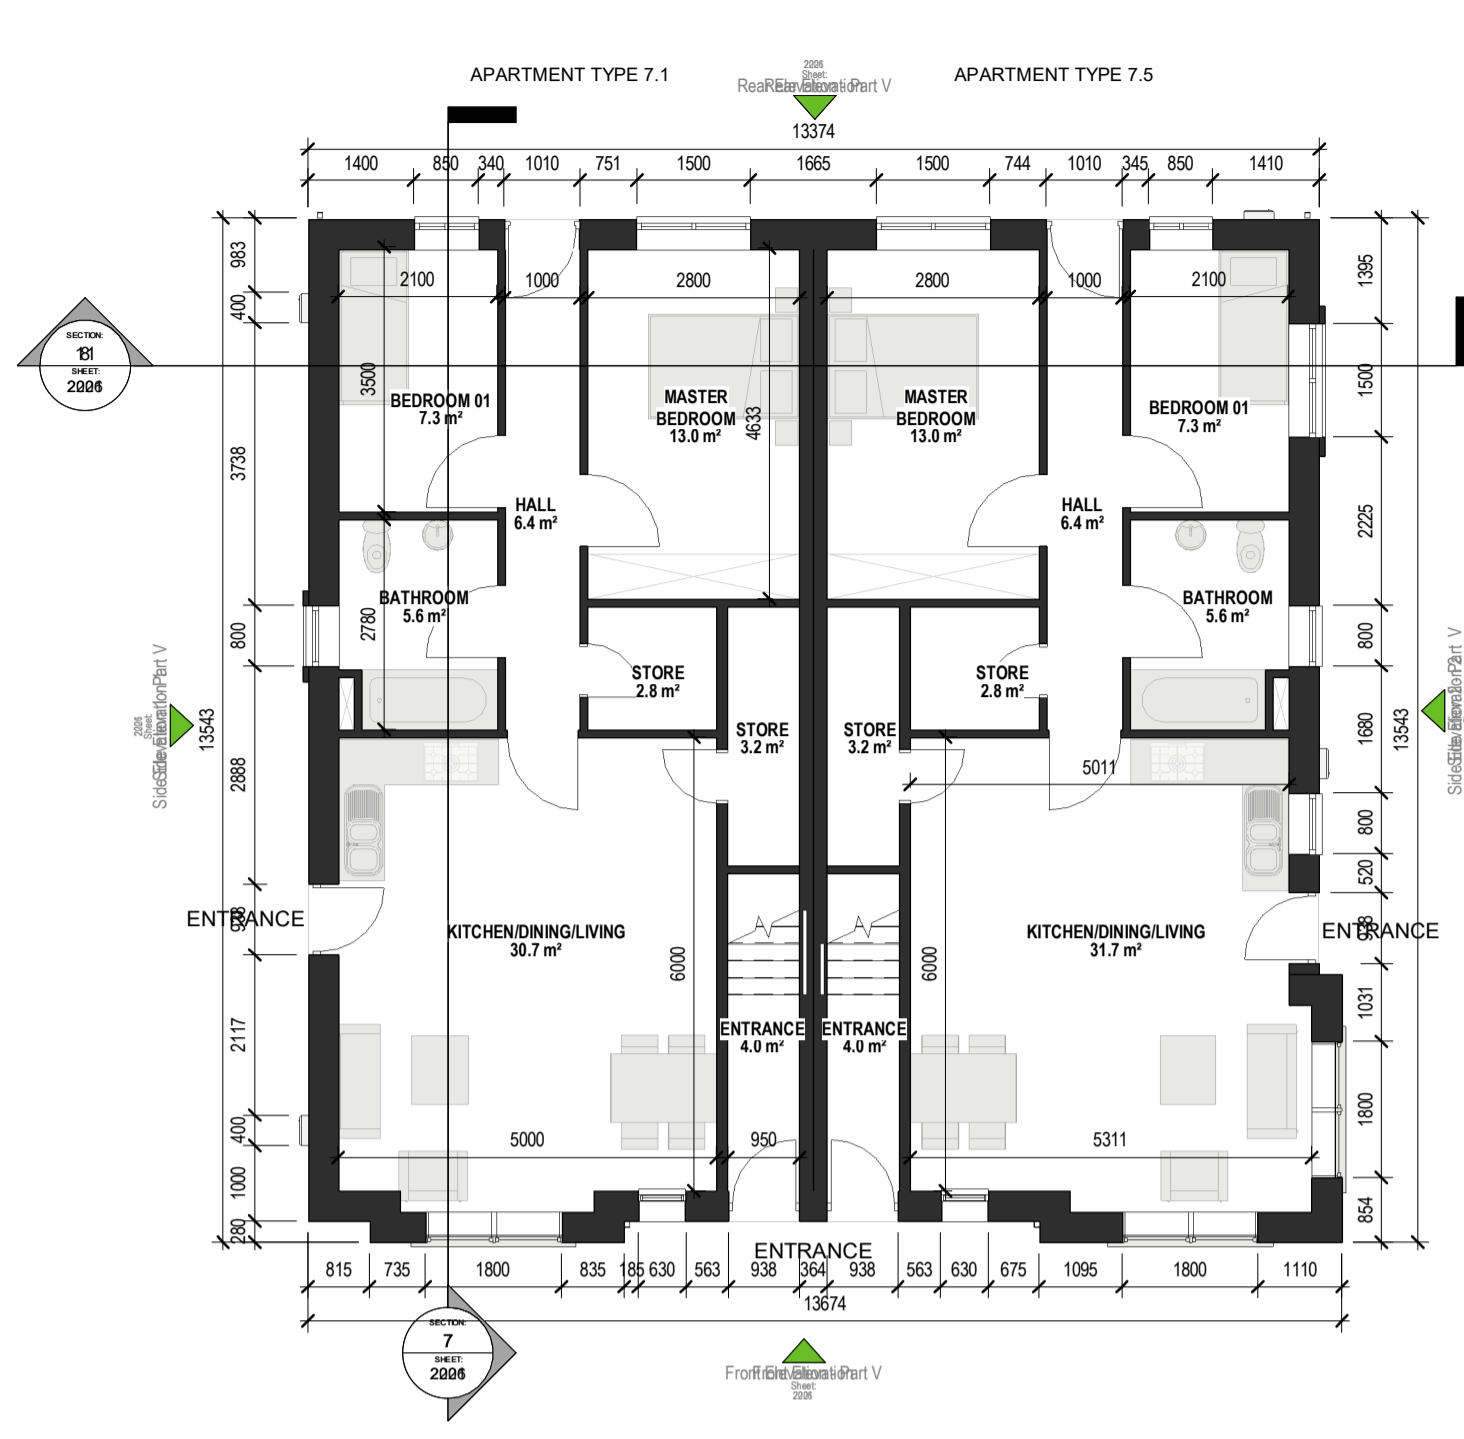 APARTMENT TYPE 7.1
APARTMENT TYPE 7.5
Sheet:
13374
1400 850 340 1010 751 1500 1665 1500 744 1010 345 850 1410
2100 1000 2800 2800 1000 2100
983
400
3738
800
2888
938
2117
400
1000
280
13543
1395
1500
2225
1680
800
520
938
1031
1800
854
13543
SECTION:
SHEET:
3500
BEDROOM 01
7.3 m²
MASTER
BEDROOM
13.0 m²
4633
MASTER
BEDROOM
13.0 m²
BEDROOM 01
7.3 m²
HALL
6.4 m²
HALL
6.4 m²
BATHROOM
5.6 m²
2780
BATHROOM
5.6 m²
STORE
2.8 m²
STORE
2.8 m²
STORE
3.2 m²
STORE
3.2 m²
5011
Sheet:
ENTRANCE
KITCHEN/DINING/LIVING
30.7 m²
6000
6000
KITCHEN/DINING/LIVING
31.7 m²
ENTRANCE
ENTRANCE
4.0 m²
ENTRANCE
4.0 m²
5000 950 5311
ENTRANCE
815 735 1800 835 185 630 563 938 364 938 563 630 675 1095 1800 1110
13674
SECTION:
7
SHEET:
Sheet: